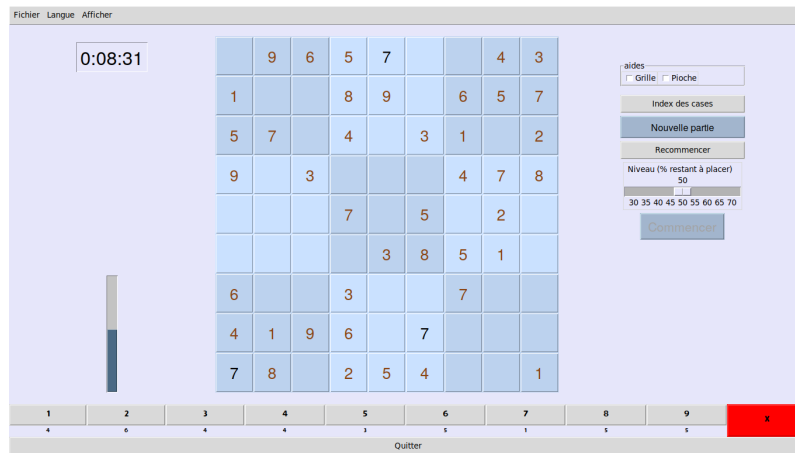 Fichier Langue Afficher
0:08:31
9 6 5 7 4 3
1 8 9 6 5 7
5 7 4 3 1 2
9 3 4 7 8
7 5 2
3 8 5 1
6 3 7
4 1 9 6 7
7 8 2 5 4 1
aides
Grille Pioche
Index des cases
Nouvelle partie
Recommencer
Niveau (% restant à placer)
50
30 35 40 45 50 55 60 65 70
Commencer
1 2 3 4 5 6 7 8 9 x
4 6 4 4 3 5 1 5 5
Quitter